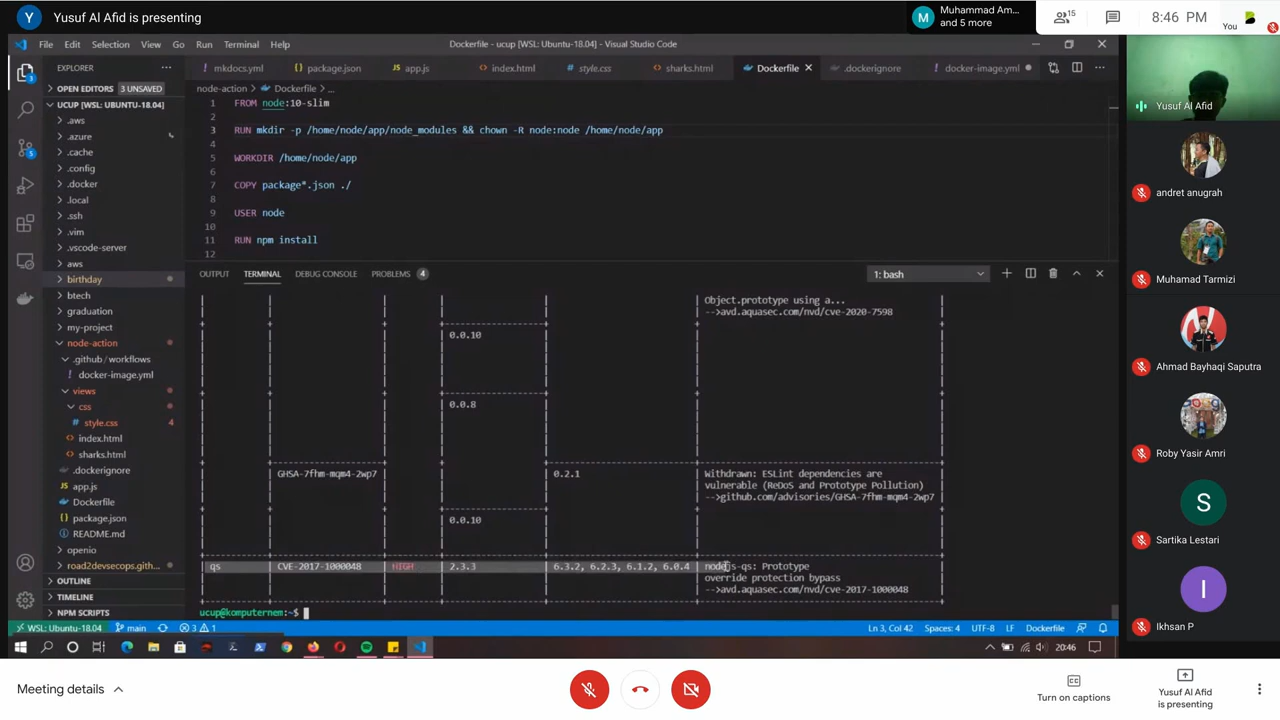 Y
Yusuf Al Afid is presenting
M
Muhammad Am...
and 5 more
15
8:46 PM
You
File Edit Selection View Go Run Terminal Help
Dockerfile - ucup [WSL: Ubuntu-18.04] - Visual Studio Code
EXPLORER
OPEN EDITORS 3 UNSAVED
UCUP [WSL: UBUNTU-18.04]
.aws
.azure
.cache
.config
.docker
.local
.ssh
.vim
.vscode-server
aws
birthday
btech
graduation
my-project
node-action
.github/workflows
docker-image.yml
views
css
style.css 4
index.html
sharks.html
.dockerignore
app.js
Dockerfile
package.json
README.md
openio
road2devsecops.gith...
OUTLINE
TIMELINE
NPM SCRIPTS
mkdocs.yml package.json app.js index.html style.css sharks.html Dockerfile .dockerignore docker-image.yml
node-action > Dockerfile > ...
1 FROM node:10-slim
2
3 RUN mkdir -p /home/node/app/node_modules && chown -R node:node /home/node/app
4
5 WORKDIR /home/node/app
6
7 COPY package*.json ./
8
9 USER node
10
11 RUN npm install
12
OUTPUT TERMINAL DEBUG CONSOLE PROBLEMS 4
1: bash
Object.prototype using a...
-->avd.aquasec.com/nvd/cve-2020-7598
0.0.10
0.0.8
GHSA-7fhm-mqm4-2wp7 0.2.1 Withdrawn: ESLint dependencies are
vulnerable (ReDoS and Prototype Pollution)
-->github.com/advisories/GHSA-7fhm-mqm4-2wp7
0.0.10
qs CVE-2017-1000048 HIGH 2.3.3 6.3.2, 6.2.3, 6.1.2, 6.0.4 nodejs-qs: Prototype
override protection bypass
-->avd.aquasec.com/nvd/cve-2017-1000048
ucup@komputernem:~$
WSL: Ubuntu-18.04 main 3 1
Ln 3, Col 42 Spaces: 4 UTF-8 LF Dockerfile
20:46
Yusuf Al Afid
andret anugrah
Muhamad Tarmizi
Ahmad Bayhaqi Saputra
Roby Yasir Amri
S
Sartika Lestari
I
Ikhsan P
Meeting details
Turn on captions
Yusuf Al Afid
is presenting